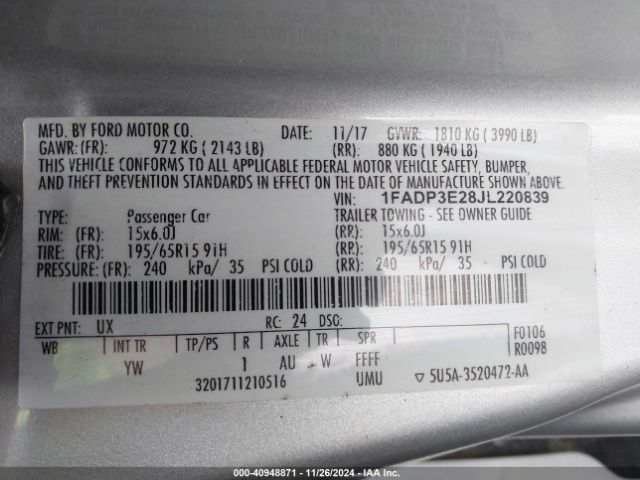 MFD. BY FORD MOTOR CO. DATE: 11/17 GVWR: 1810 KG ( 3990 LB)
GAWR: (FR): 972 KG ( 2143 LB) (RR): 880 KG ( 1940 LB)
THIS VEHICLE CONFORMS TO ALL APPLICABLE FEDERAL MOTOR VEHICLE SAFETY, BUMPER,
AND THEFT PREVENTION STANDARDS IN EFFECT ON THE DATE OF MANUFACTURE SHOWN ABOVE.
VIN: 1FADP3E28JL220839
TYPE: Passenger Car TRAILER TOWING - SEE OWNER GUIDE
RIM: (FR): 15x6.0J (RR): 15x6.0J
TIRE: (FR): 195/65R15 91H (RR): 195/65R15 91H
PRESSURE: (FR): 240 kPa/ 35 PSI COLD (RR): 240 kPa/ 35 PSI COLD
EXT PNT: UX RC: 24 DSO:
WB INT TR TP/PS R AXLE TR SPR F0106
YW 1 AU W FFFF R0098
3201711210516 UMU ▽ 5U5A-3520472-AA
000-40948871 - 11/26/2024 - IAA Inc.